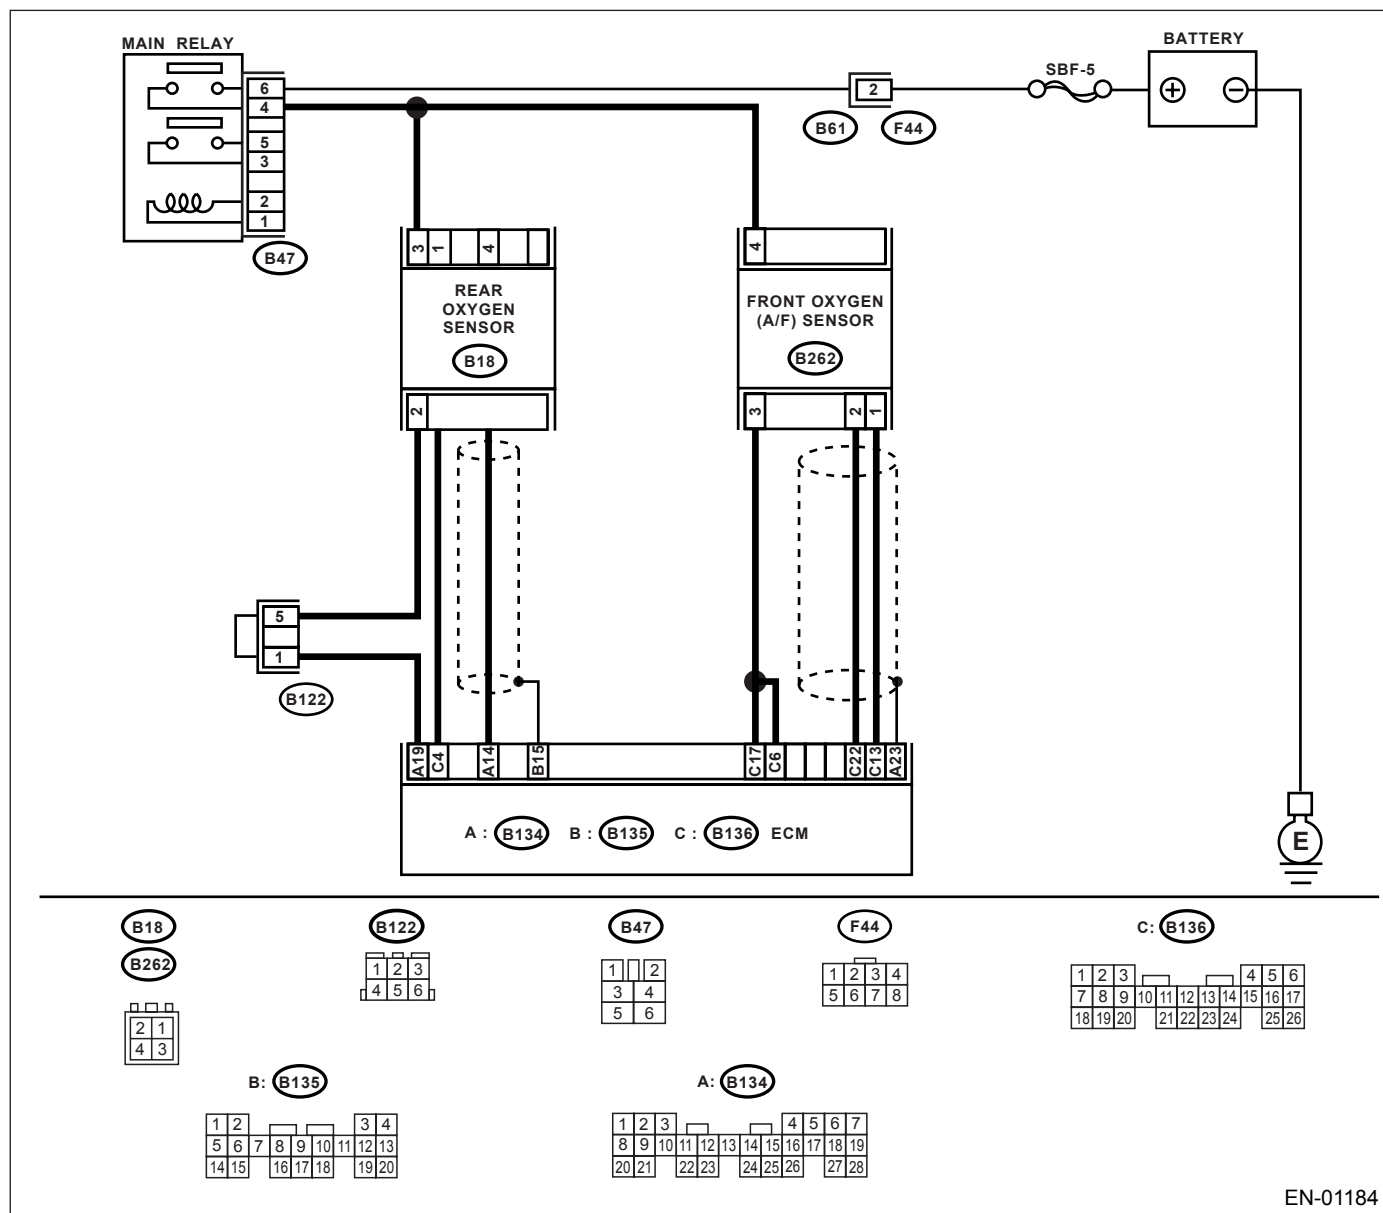 MAIN RELAY
BATTERY
SBF-5
6
4
5
3
2
1
B47
2
B61 F44
+ −
3 1 4
REAR
OXYGEN
SENSOR
B18
2
4
FRONT OXYGEN
(A/F) SENSOR
B262
3 2 1
5
1
B122
A19 C4 A14 B15 C17 C6 C22 C13 A23
A : B134 B : B135 C : B136 ECM
E
B18
B262
2 1
4 3
B122
1 2 3
4 5 6
B47
1 2
3 4
5 6
F44
1 2 3 4
5 6 7 8
C: B136
1 2 3 4 5 6
7 8 9 10 11 12 13 14 15 16 17
18 19 20 21 22 23 24 25 26
B: B135
1 2 3 4
5 6 7 8 9 10 11 12 13
14 15 16 17 18 19 20
A: B134
1 2 3 4 5 6 7
8 9 10 11 12 13 14 15 16 17 18 19
20 21 22 23 24 25 26 27 28
EN-01184